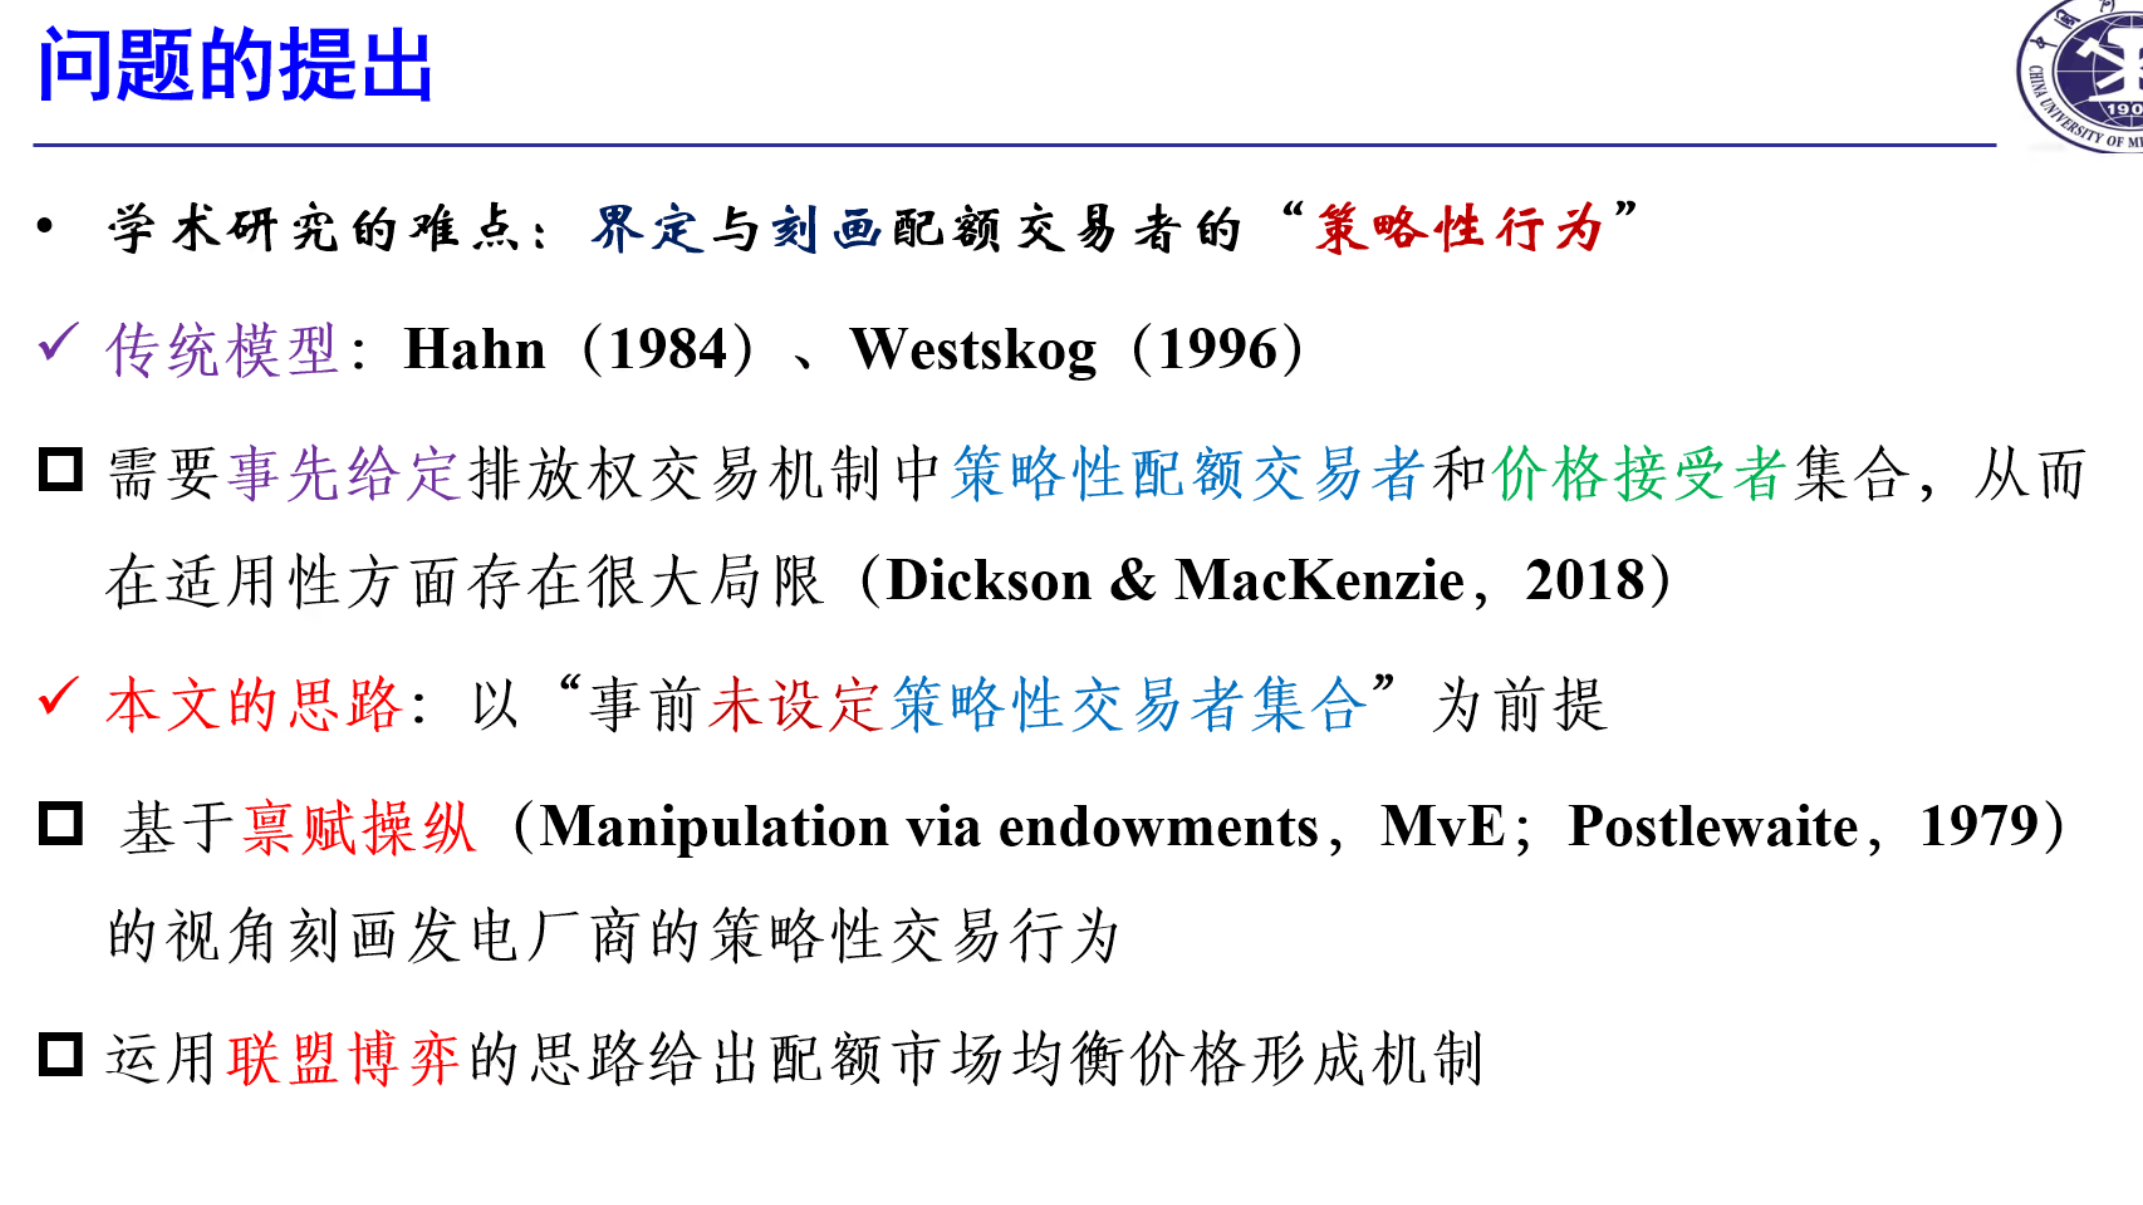 问题的提出
• 学术研究的难点：界定与刻画配额交易者的“策略性行为”
✓ 传统模型：Hahn（1984）、Westskog（1996）
需要事先给定排放权交易机制中策略性配额交易者和价格接受者集合，从而
在适用性方面存在很大局限（Dickson & MacKenzie，2018）
✓ 本文的思路：以“事前未设定策略性交易者集合”为前提
基于禀赋操纵（Manipulation via endowments，MvE；Postlewaite，1979）
的视角刻画发电厂商的策略性交易行为
运用联盟博弈的思路给出配额市场均衡价格形成机制
CHINA UNIVERSITY OF
190